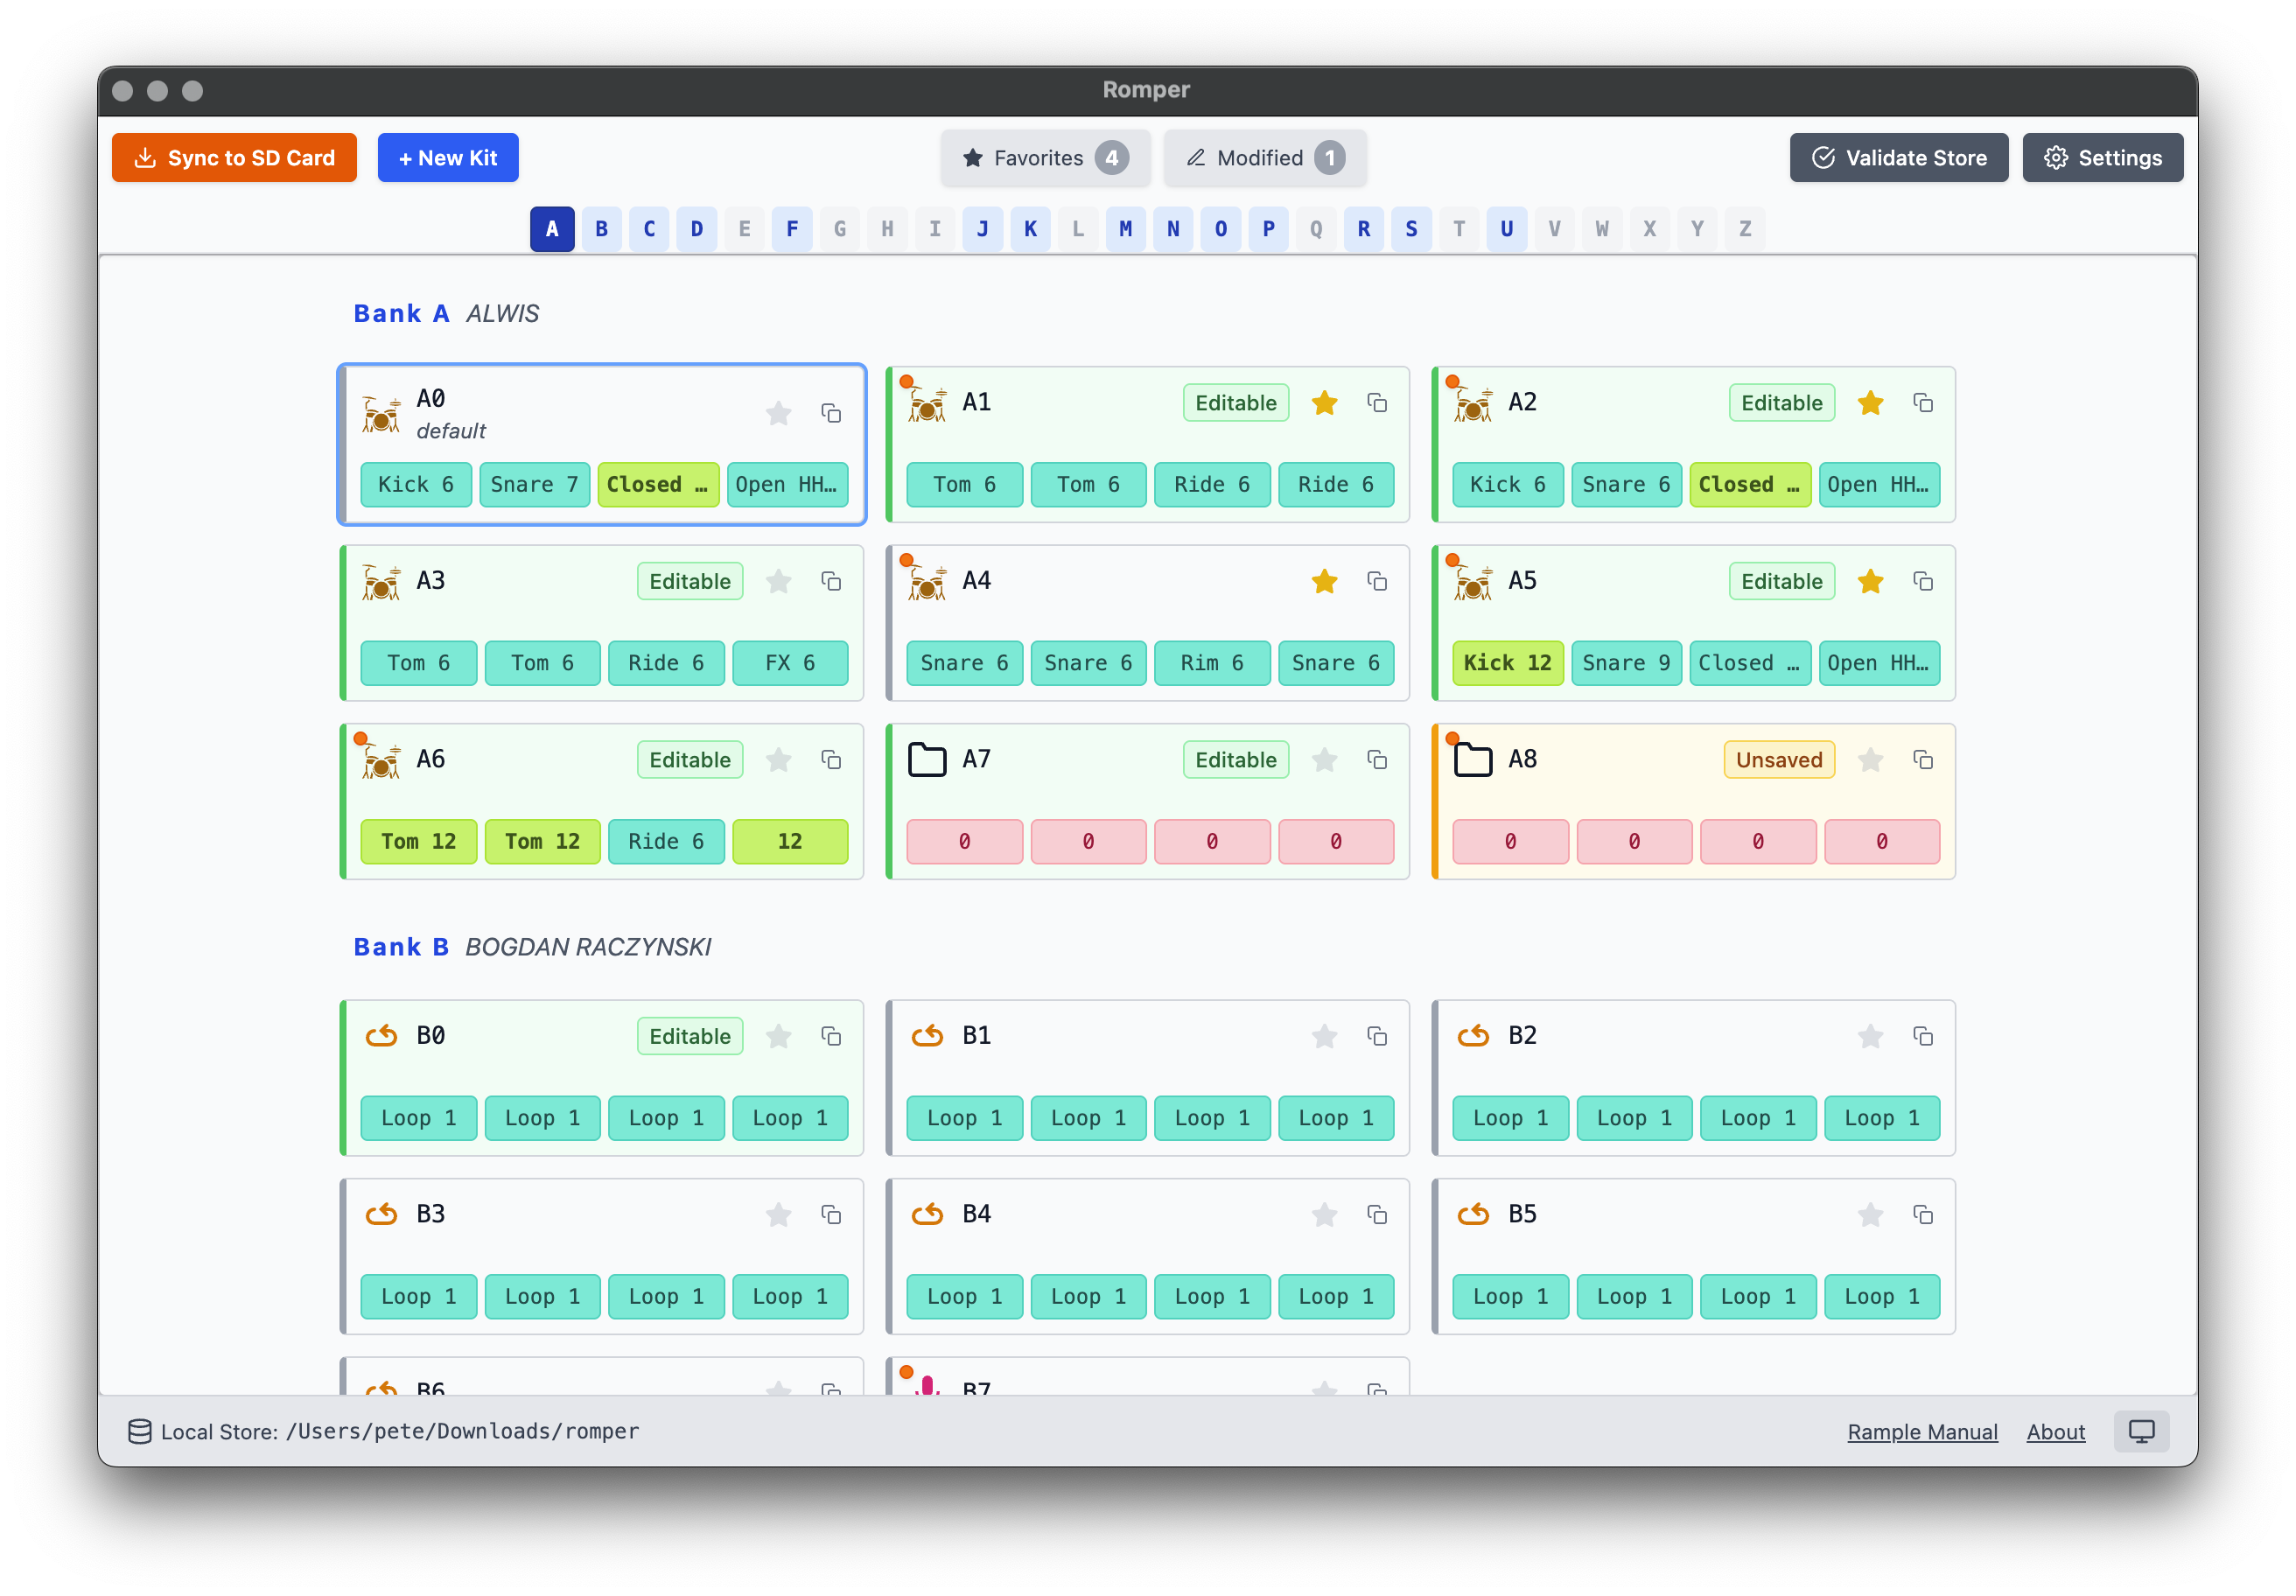 Romper
Sync to SD Card
+ New Kit
Favorites 4
Modified 1
Validate Store
Settings
A B C D E F G H I J K L M N O P Q R S T U V W X Y Z
Bank A ALWIS
A0
default
Kick 6 Snare 7 Closed … Open HH…
A1 Editable
Tom 6 Tom 6 Ride 6 Ride 6
A2 Editable
Kick 6 Snare 6 Closed … Open HH…
A3 Editable
Tom 6 Tom 6 Ride 6 FX 6
A4
Snare 6 Snare 6 Rim 6 Snare 6
A5 Editable
Kick 12 Snare 9 Closed … Open HH…
A6 Editable
Tom 12 Tom 12 Ride 6 12
A7 Editable
0 0 0 0
A8 Unsaved
0 0 0 0
Bank B BOGDAN RACZYNSKI
B0 Editable
Loop 1 Loop 1 Loop 1 Loop 1
B1
Loop 1 Loop 1 Loop 1 Loop 1
B2
Loop 1 Loop 1 Loop 1 Loop 1
B3
Loop 1 Loop 1 Loop 1 Loop 1
B4
Loop 1 Loop 1 Loop 1 Loop 1
B5
Loop 1 Loop 1 Loop 1 Loop 1
B6
B7
Local Store: /Users/pete/Downloads/romper
Rample Manual
About